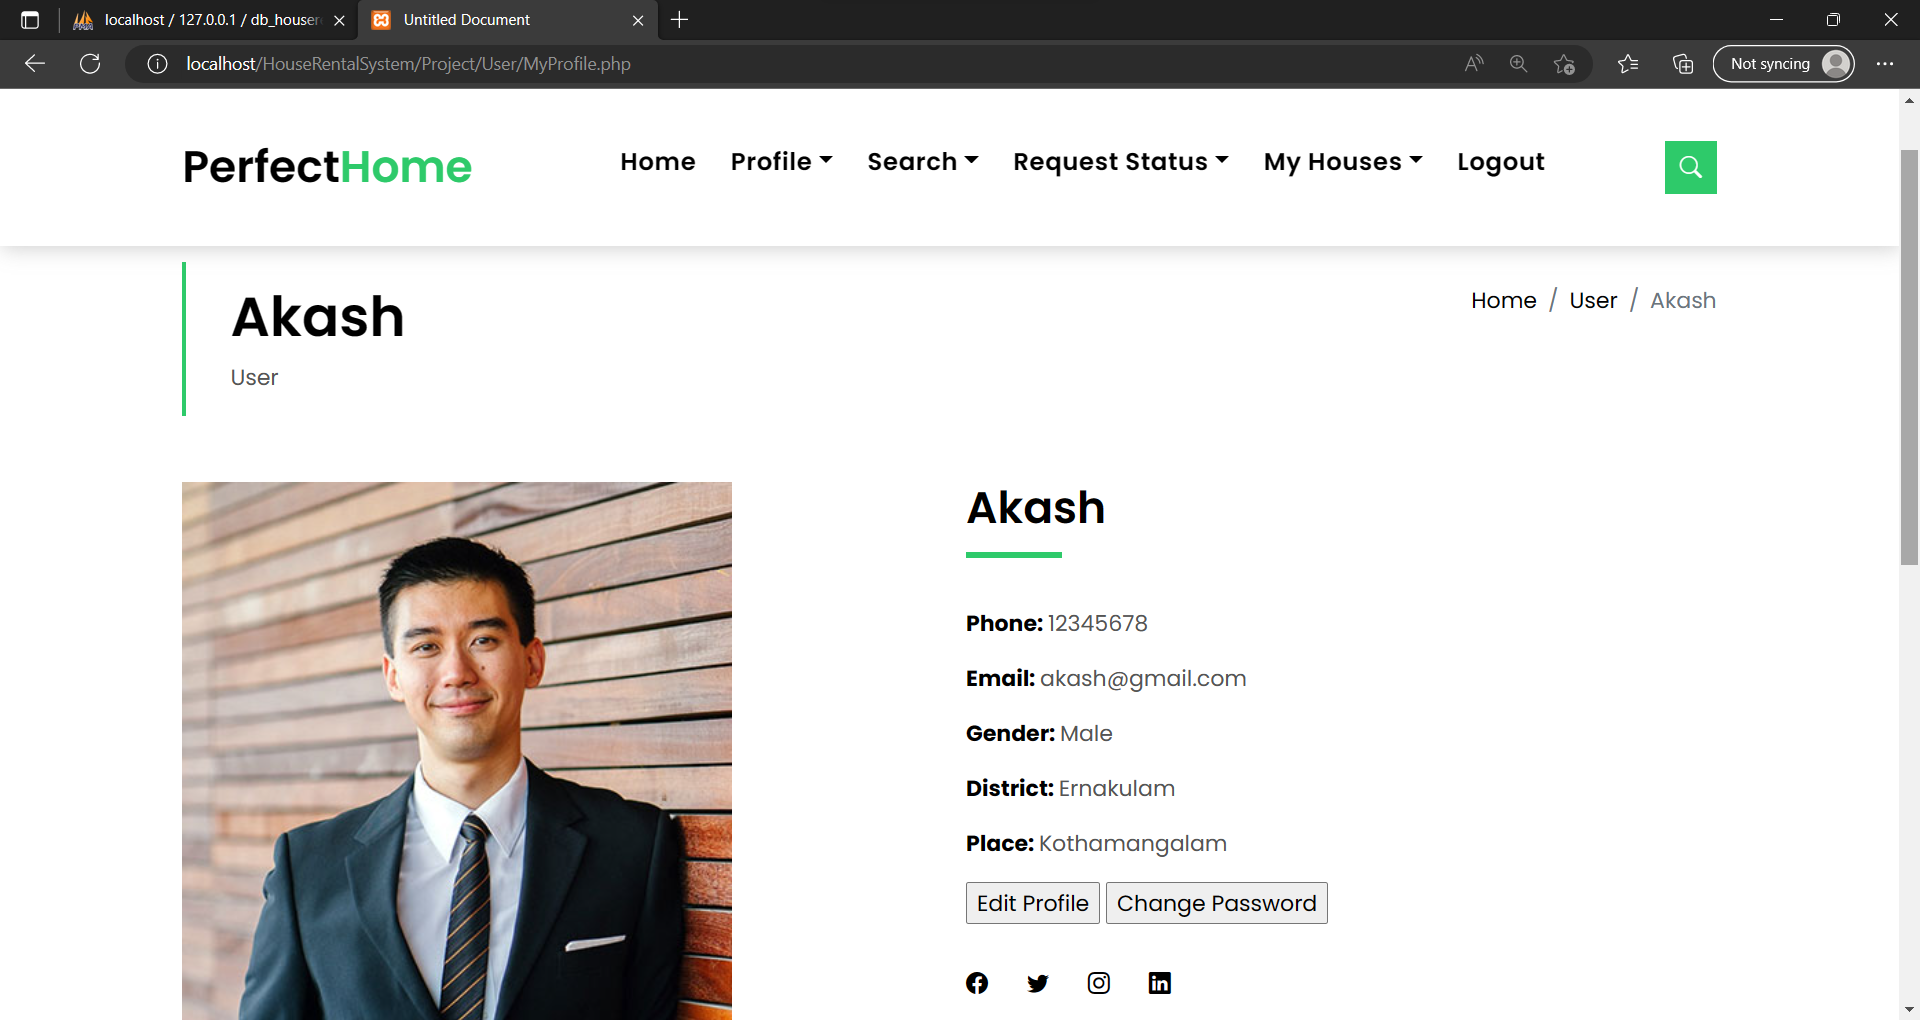 localhost / 127.0.0.1 / db_houser
Untitled Document
localhost/HouseRentalSystem/Project/User/MyProfile.php
Not syncing
PerfectHome
Home Profile Search Request Status My Houses Logout
Akash
Home / User / Akash
User
Akash
Phone: 12345678
Email: akash@gmail.com
Gender: Male
District: Ernakulam
Place: Kothamangalam
Edit Profile Change Password